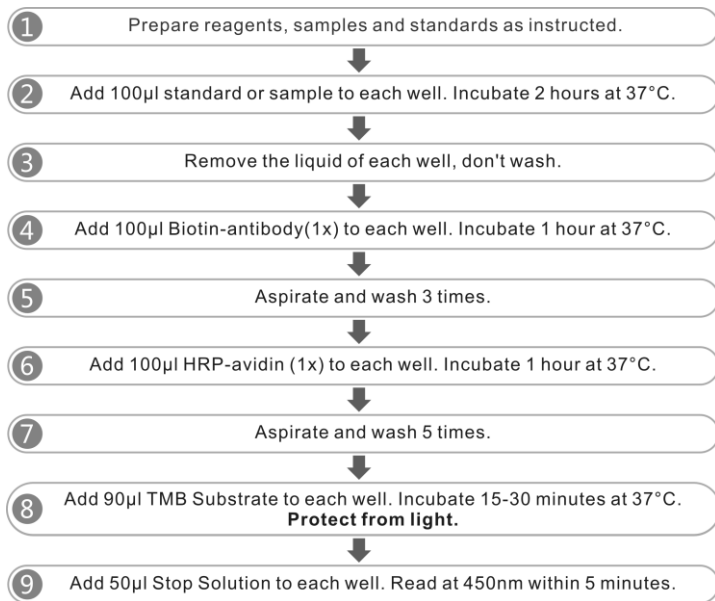 1 Prepare reagents, samples and standards as instructed.
2 Add 100μl standard or sample to each well. Incubate 2 hours at 37°C.
3 Remove the liquid of each well, don't wash.
4 Add 100μl Biotin-antibody(1x) to each well. Incubate 1 hour at 37°C.
5 Aspirate and wash 3 times.
6 Add 100μl HRP-avidin (1x) to each well. Incubate 1 hour at 37°C.
7 Aspirate and wash 5 times.
8 Add 90μl TMB Substrate to each well. Incubate 15-30 minutes at 37°C.
Protect from light.
9 Add 50μl Stop Solution to each well. Read at 450nm within 5 minutes.